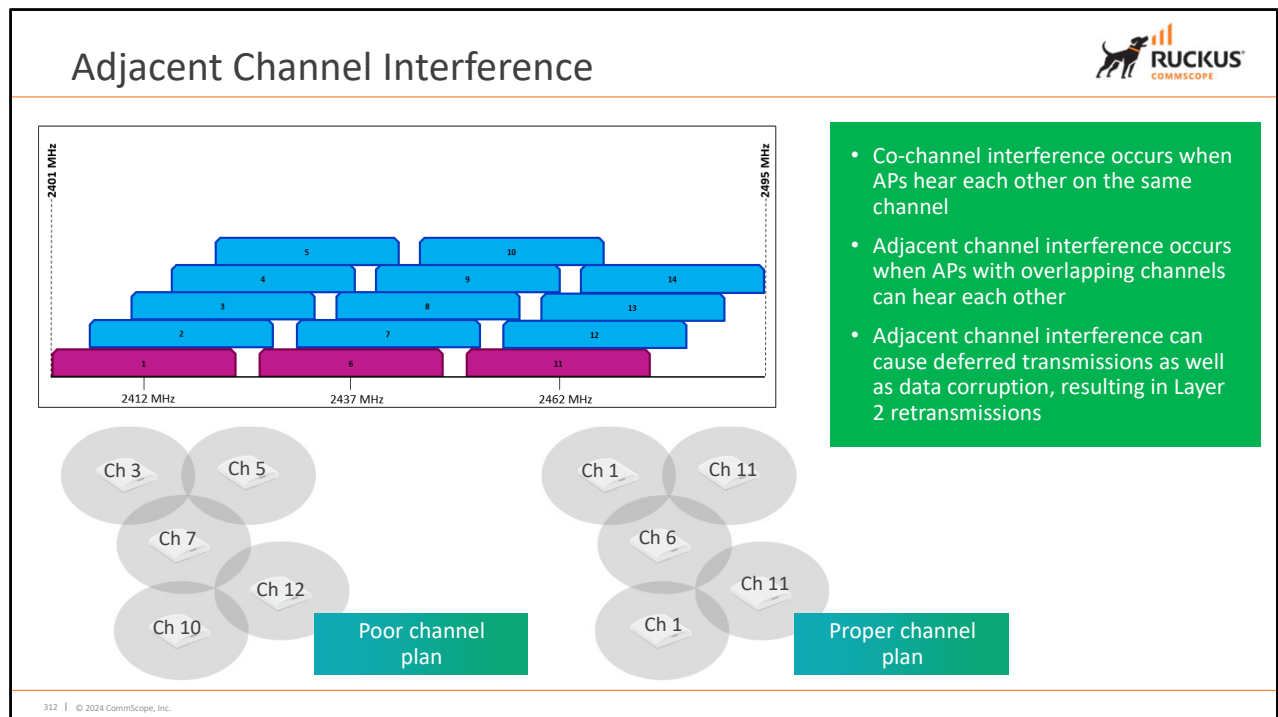 Adjacent Channel Interference
RUCKUS
COMMSCOPE
2401 MHz
2495 MHz
5
10
4
9
14
3
8
13
2
7
12
1
6
11
2412 MHz
2437 MHz
2462 MHz
• Co-channel interference occurs when
APs hear each other on the same
channel
• Adjacent channel interference occurs
when APs with overlapping channels
can hear each other
• Adjacent channel interference can
cause deferred transmissions as well
as data corruption, resulting in Layer
2 retransmissions
Ch 3
Ch 5
Ch 7
Ch 12
Ch 10
Poor channel
plan
Ch 1
Ch 11
Ch 6
Ch 11
Ch 1
Proper channel
plan
312 | © 2024 CommScope, Inc.